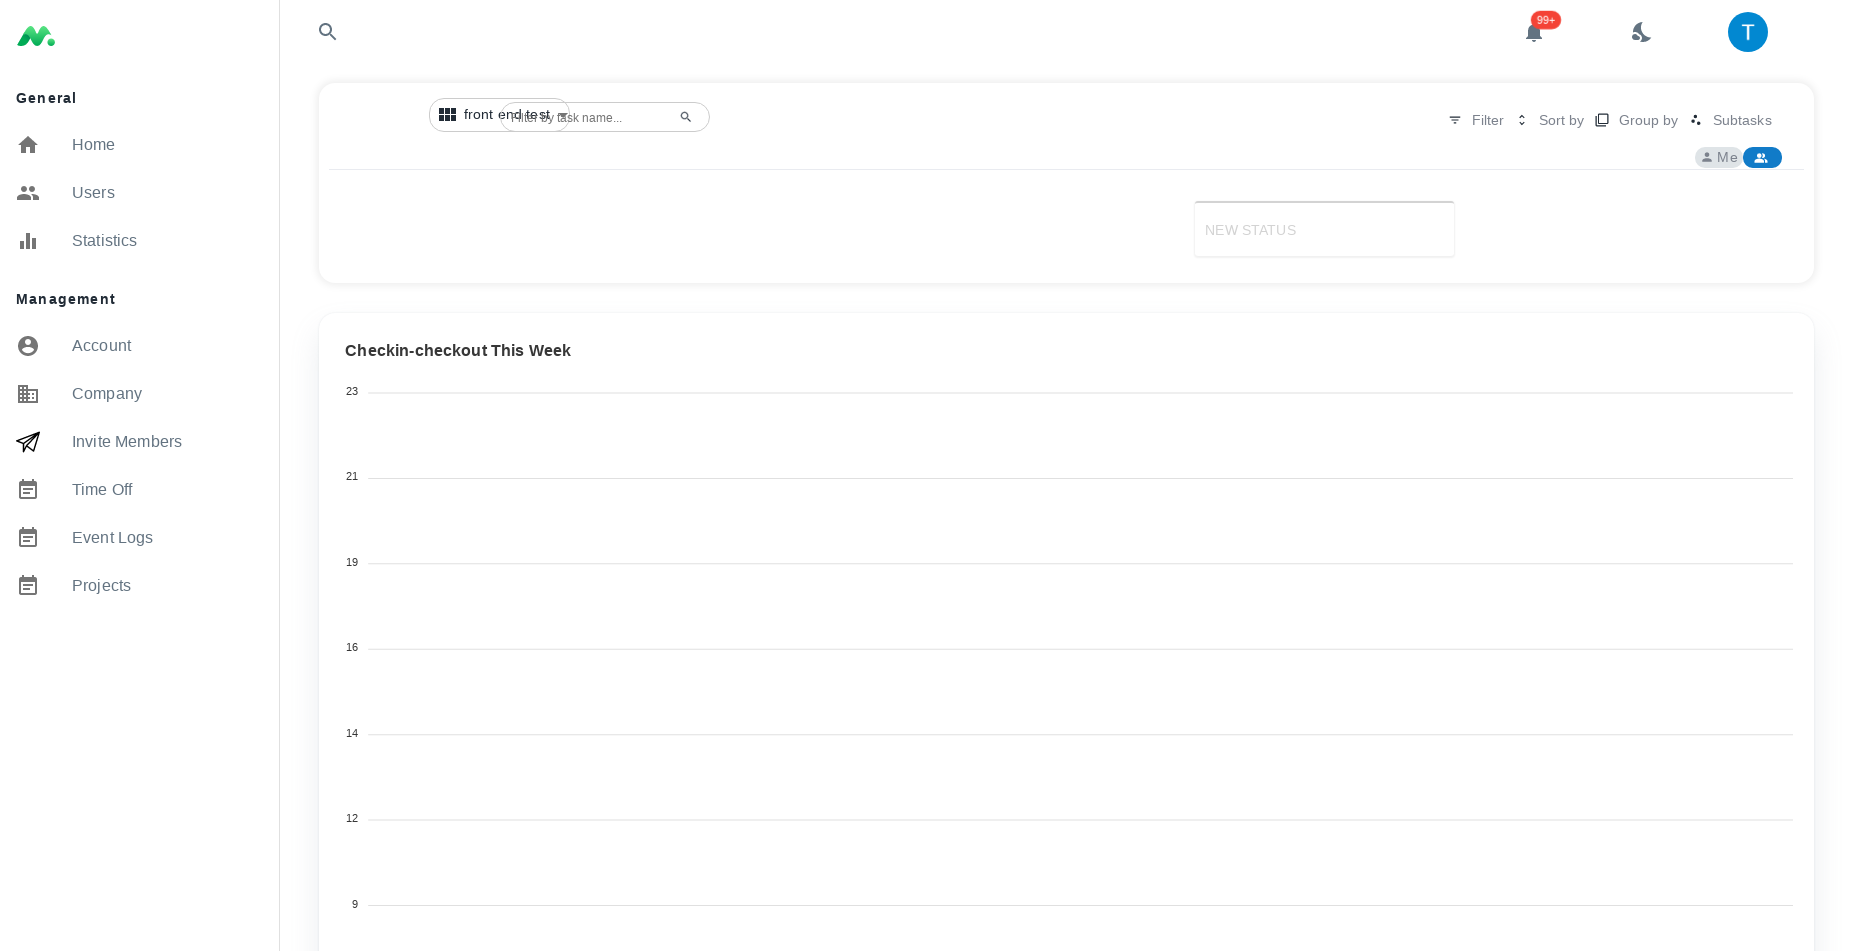 99+
T
General
Home
Users
Statistics
Management
Account
Company
Invite Members
Time Off
Event Logs
Projects
front end test
Filter by task name...
Filter
Sort by
Group by
Subtasks
Me
NEW STATUS
Checkin-checkout This Week
23
21
19
16
14
12
9